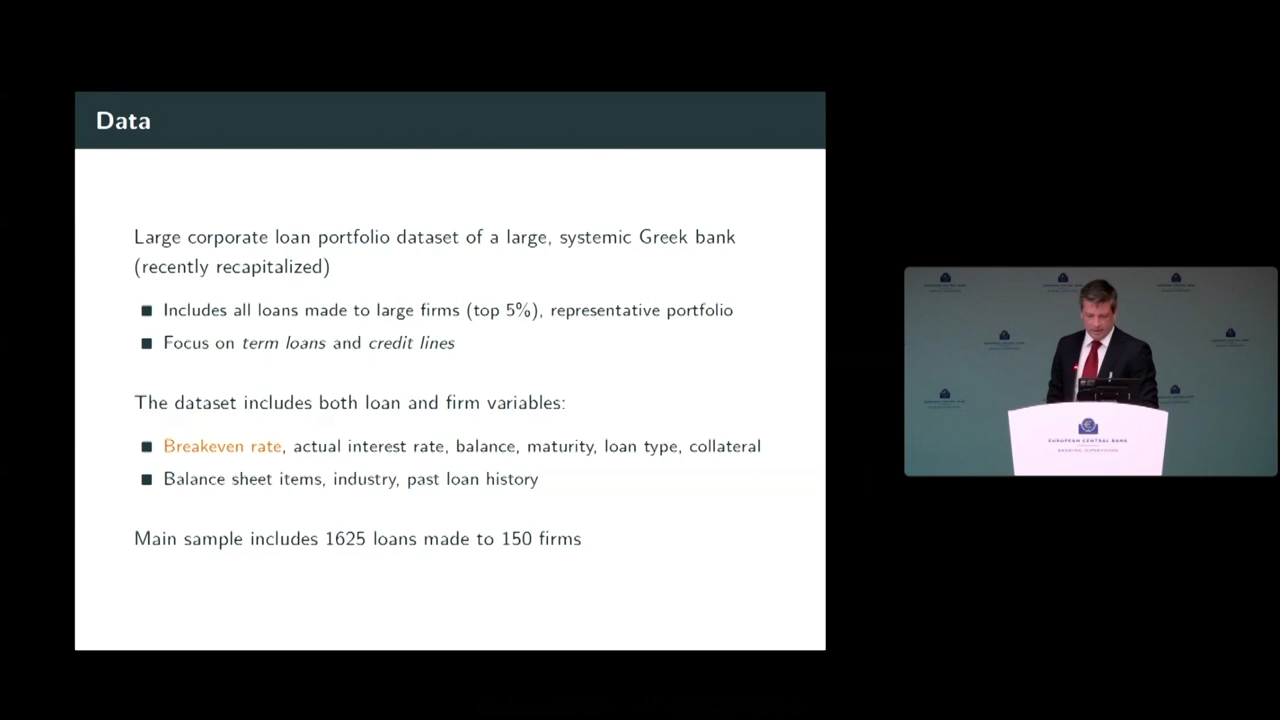 Data
Large corporate loan portfolio dataset of a large, systemic Greek bank
(recently recapitalized)
Includes all loans made to large firms (top 5%), representative portfolio
Focus on term loans and credit lines
The dataset includes both loan and firm variables:
Breakeven rate, actual interest rate, balance, maturity, loan type, collateral
Balance sheet items, industry, past loan history
Main sample includes 1625 loans made to 150 firms
EUROPEAN CENTRAL BANK
BANKING SUPERVISION